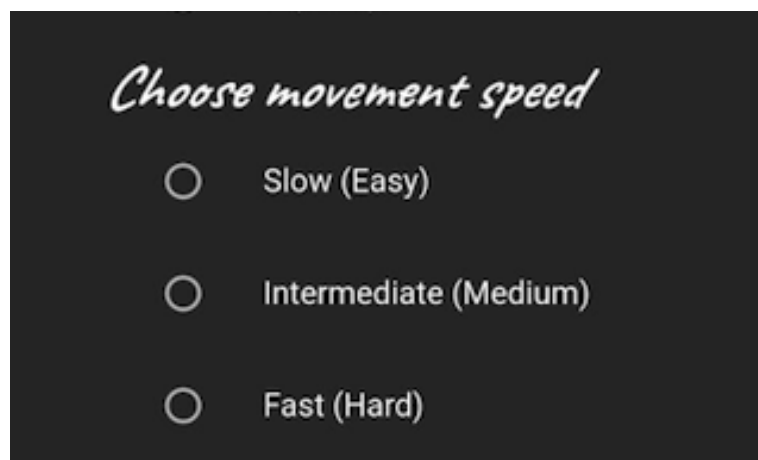 Choose movement speed
Slow (Easy)
Intermediate (Medium)
Fast (Hard)